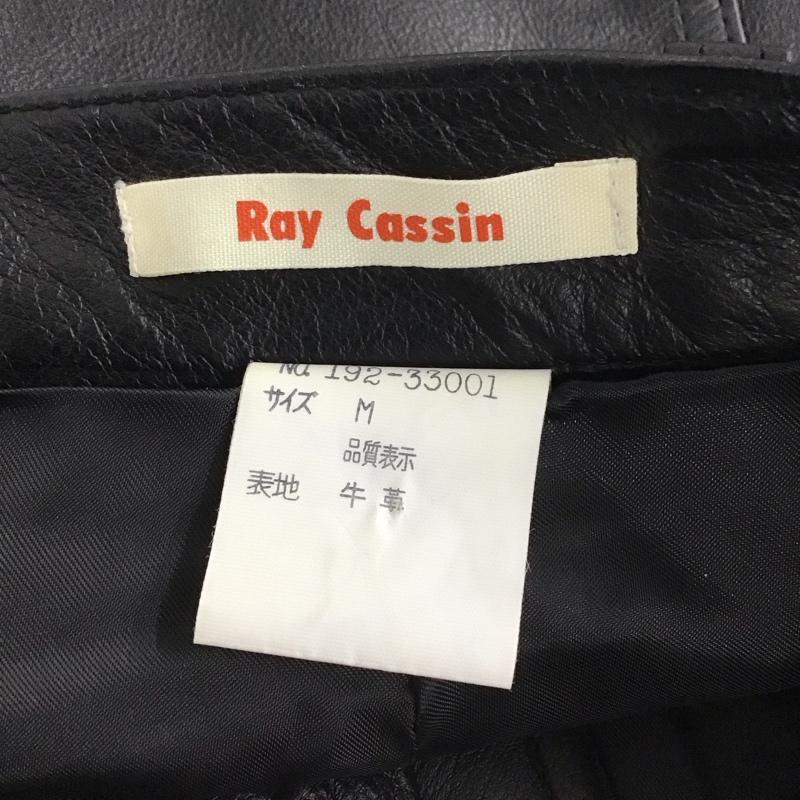 Ray Cassin
No. 192-33001
サイズ M
品質表示
表地 牛革